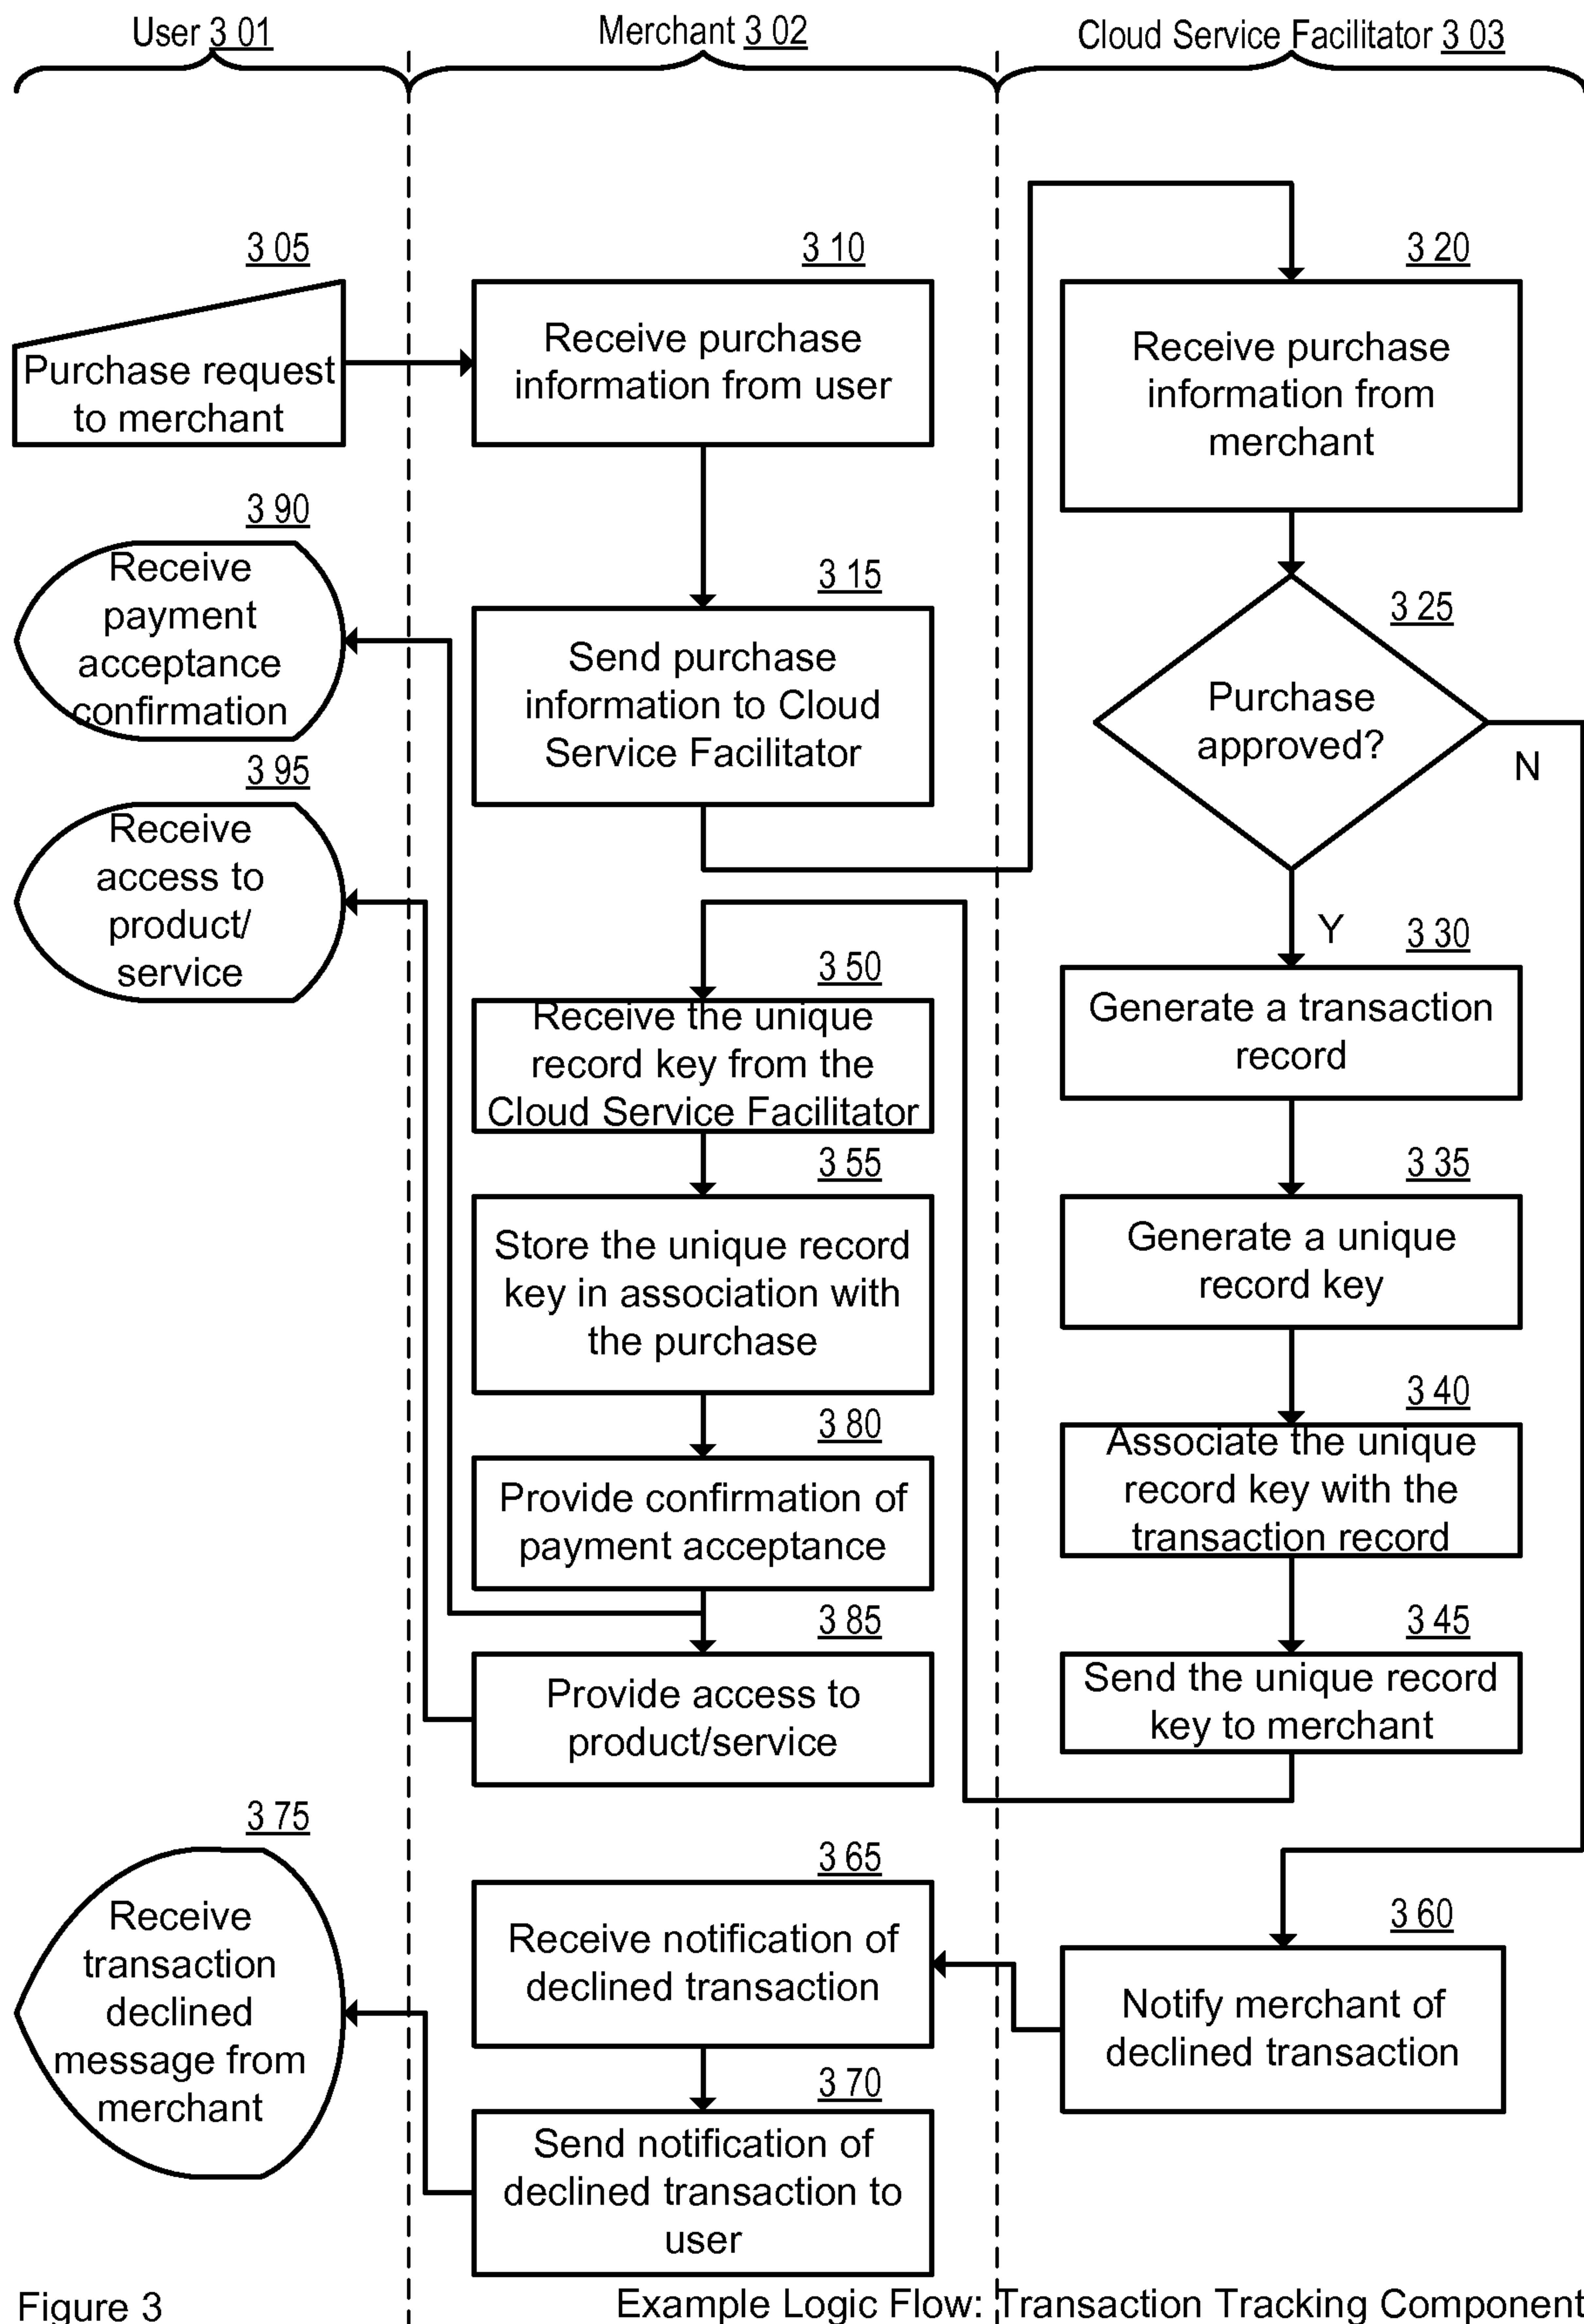 User 3 01
Merchant 3 02
Cloud Service Facilitator 3 03
3 05
Purchase request
to merchant
3 10
Receive purchase
information from user
3 20
Receive purchase
information from
merchant
3 90
Receive
payment
acceptance
confirmation
3 15
Send purchase
information to Cloud
Service Facilitator
3 25
Purchase
approved?
N
Y
3 95
Receive
access to
product/
service
3 50
Receive the unique
record key from the
Cloud Service Facilitator
3 30
Generate a transaction
record
3 55
Store the unique record
key in association with
the purchase
3 35
Generate a unique
record key
3 80
Provide confirmation of
payment acceptance
3 40
Associate the unique
record key with the
transaction record
3 85
Provide access to
product/service
3 45
Send the unique record
key to merchant
3 75
Receive
transaction
declined
message from
merchant
3 65
Receive notification of
declined transaction
3 60
Notify merchant of
declined transaction
3 70
Send notification of
declined transaction to
user
Figure 3
Example Logic Flow: Transaction Tracking Component